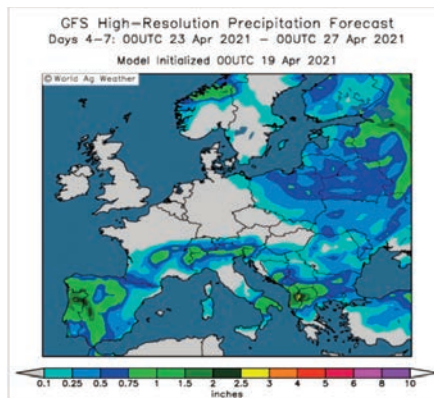 GFS High-Resolution Precipitation Forecast
Days 4-7: 00UTC 23 Apr 2021 - 00UTC 27 Apr 2021
Model Initialized 00UTC 19 Apr 2021
© World Ag Weather
0.1 0.25 0.5 0.75 1 1.5 2 2.5 3 4 5 6 8 10
inches